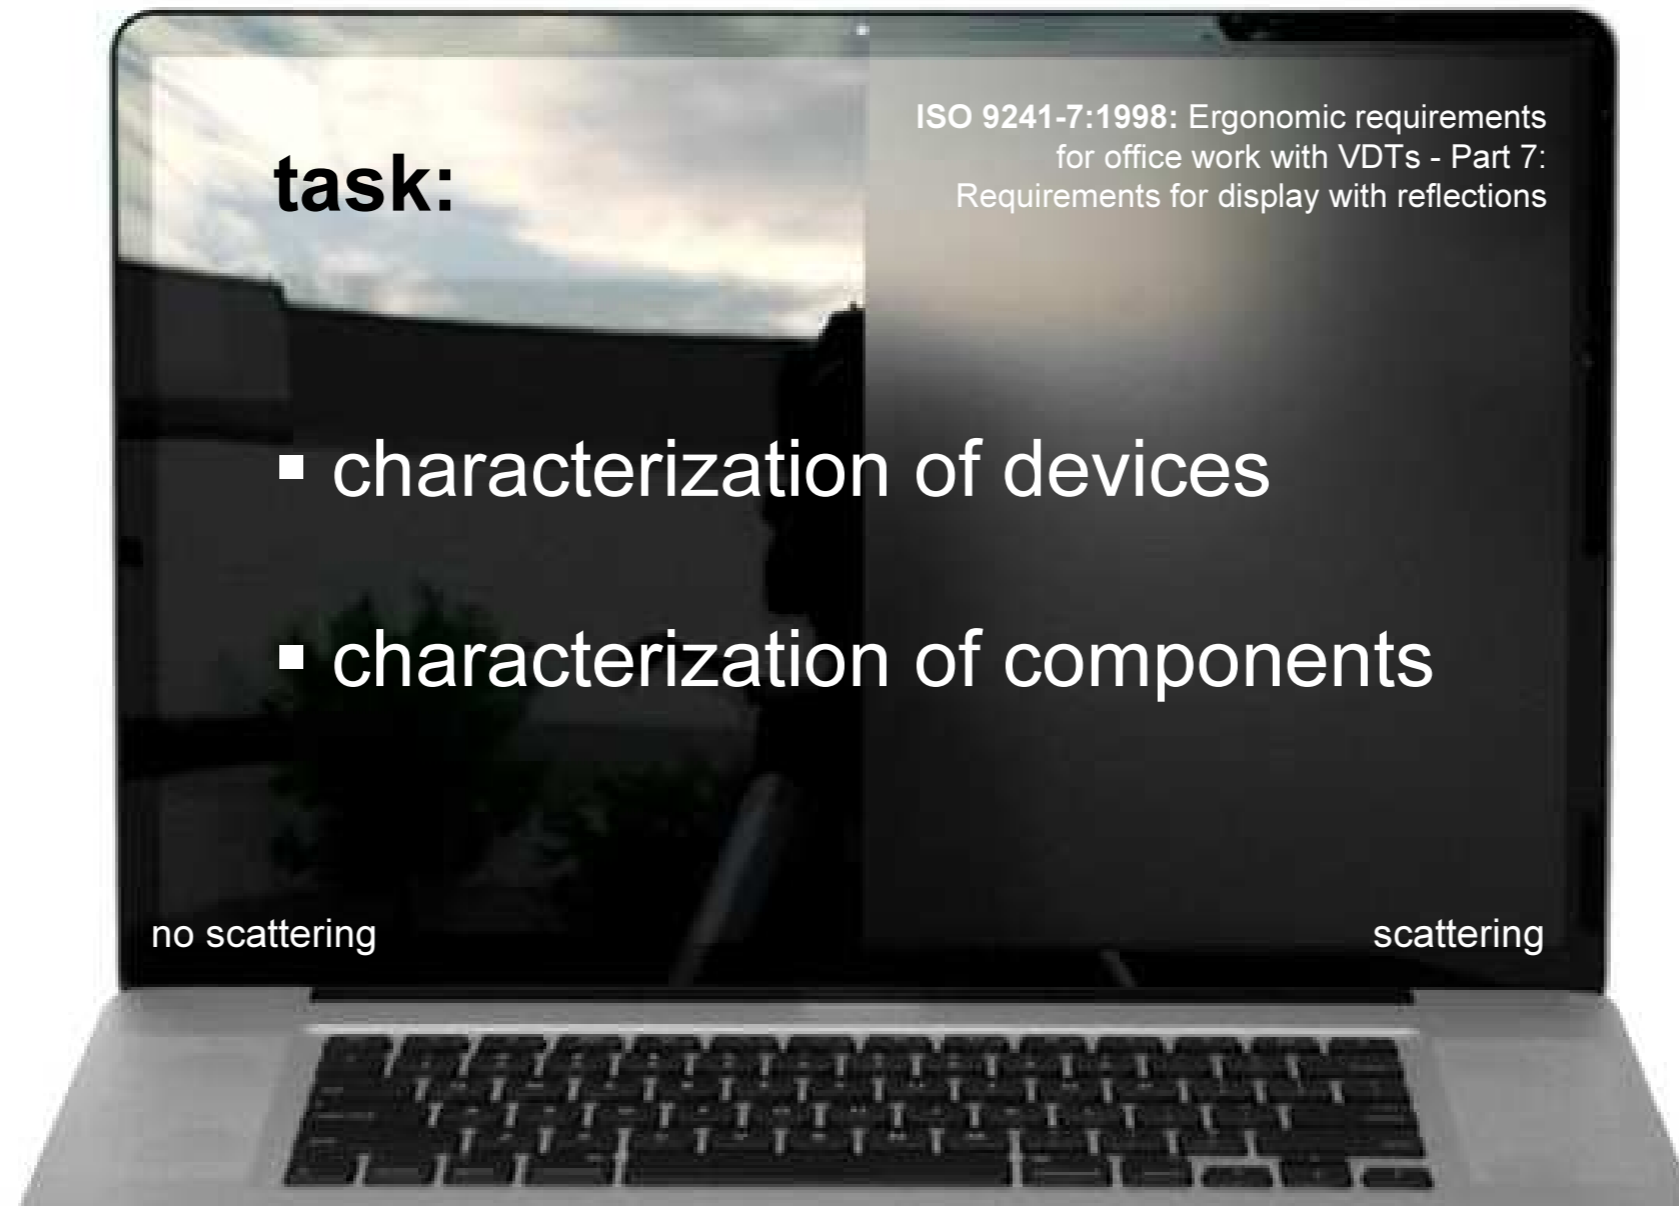 ISO 9241-7:1998: Ergonomic requirements
for office work with VDTs - Part 7:
Requirements for display with reflections
task:
▪ characterization of devices
▪ characterization of components
no scattering
scattering